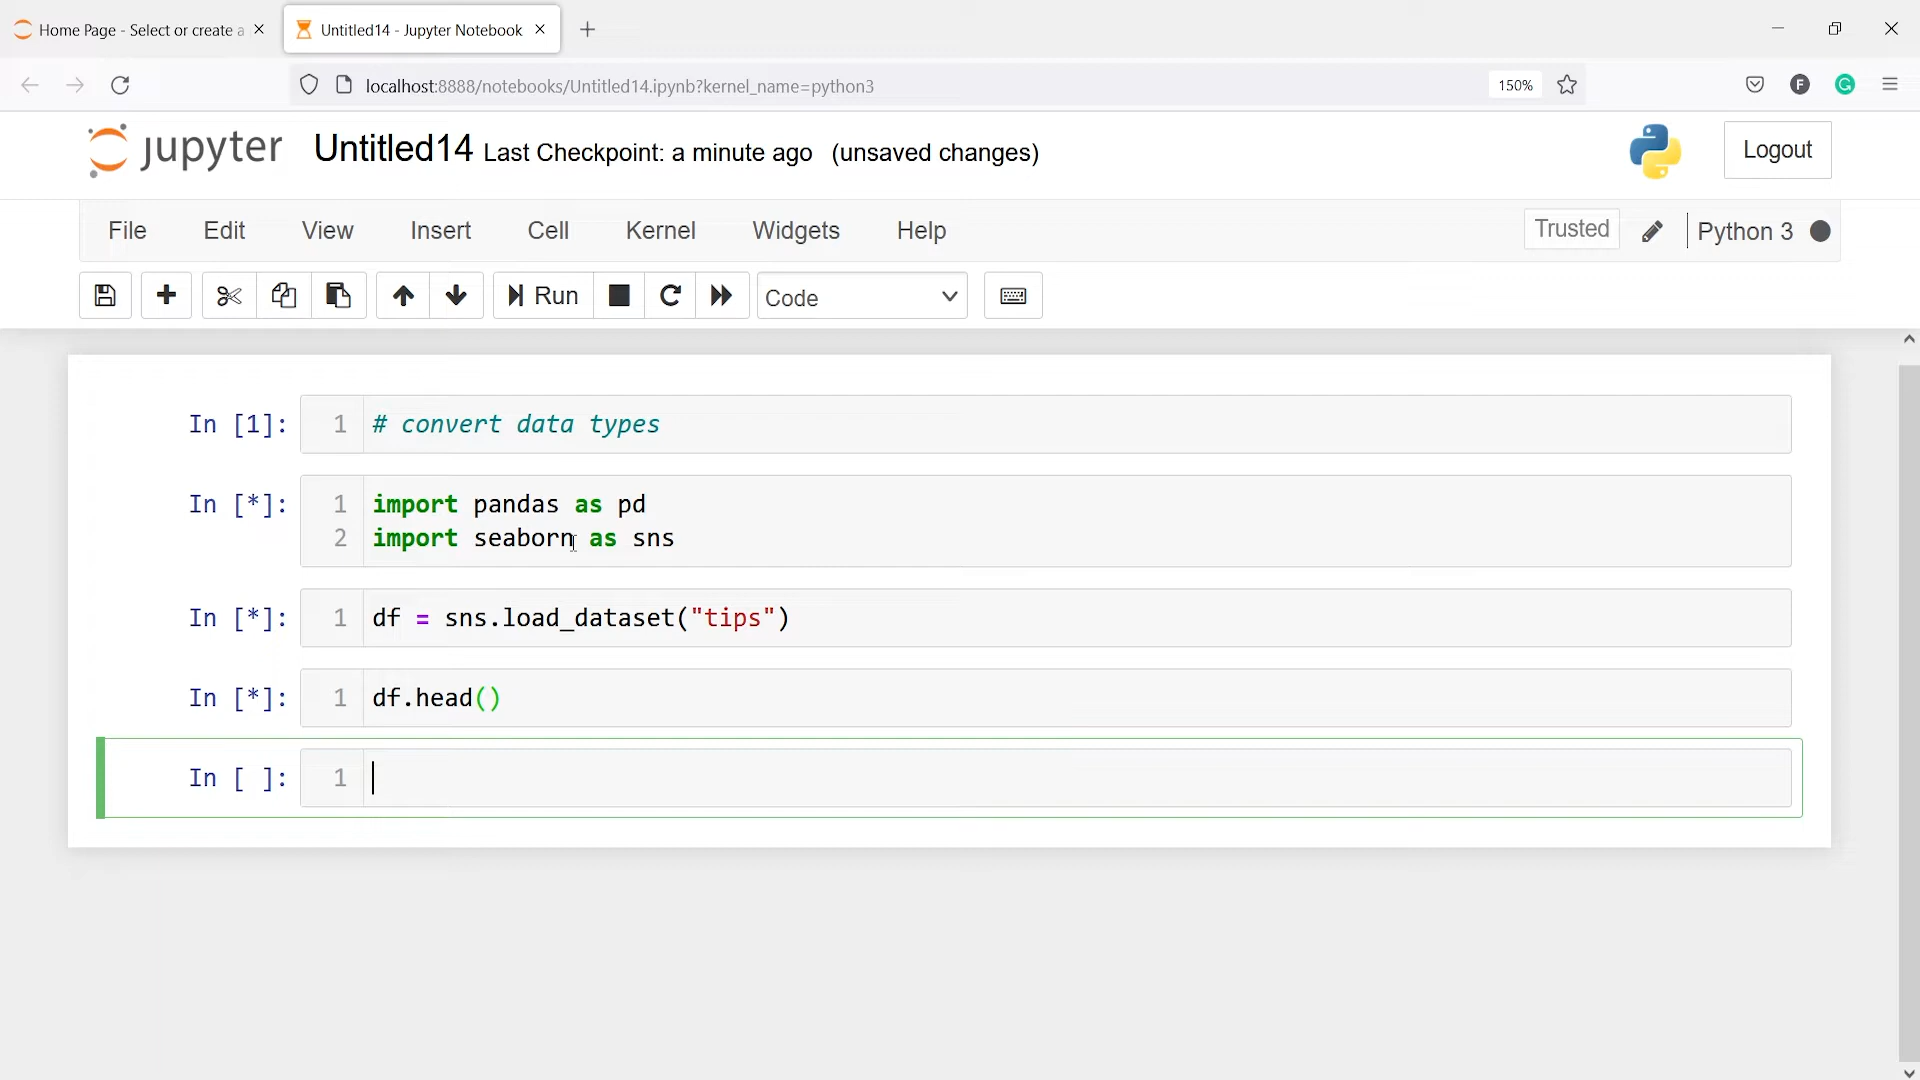 Home Page - Select or create a
Untitled14 - Jupyter Notebook
localhost:8888/notebooks/Untitled14.ipynb?kernel_name=python3
150%
F
G
jupyter Untitled14 Last Checkpoint: a minute ago (unsaved changes)
Logout
File Edit View Insert Cell Kernel Widgets Help
Trusted
Python 3
Run
Code
In [1]: 1 # convert data types
In [*]: 1 import pandas as pd
2 import seaborn as sns
In [*]: 1 df = sns.load_dataset("tips")
In [*]: 1 df.head()
In [ ]: 1